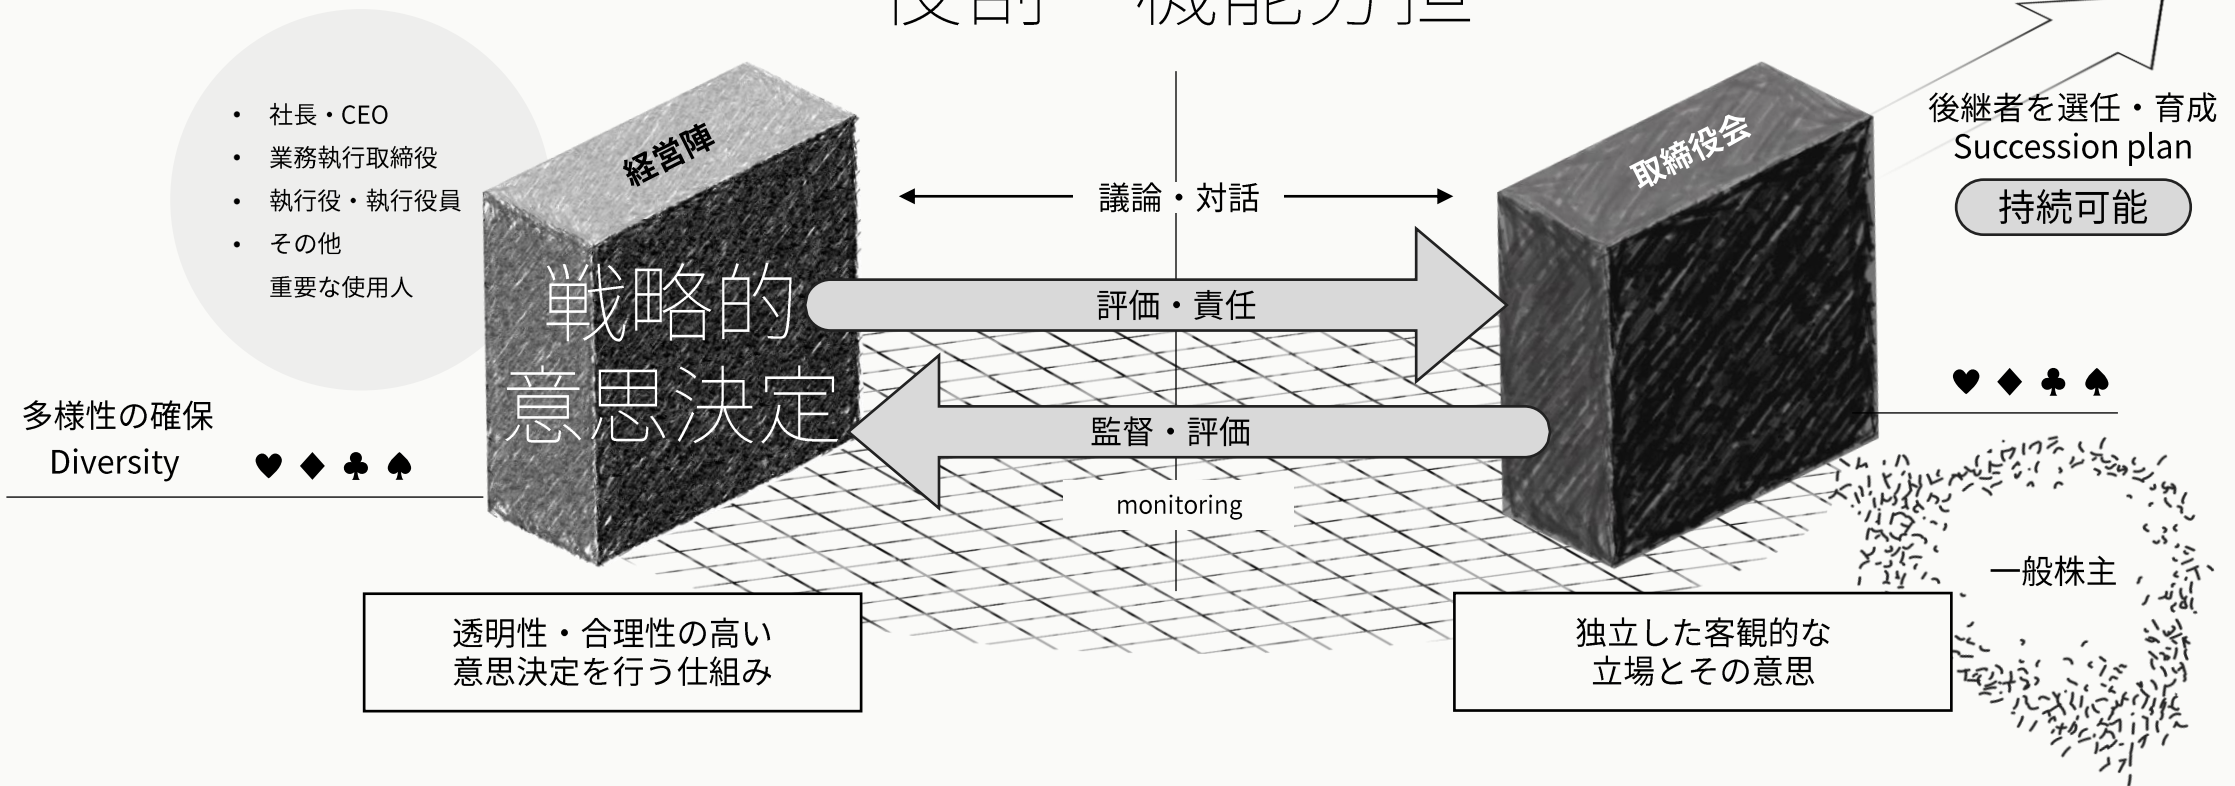 社長・CEO
業務執行取締役
執行役・執行役員
その他
重要な使用人
多様性の確保
Diversity
♥ ♦ ♣ ♠
経営陣
戦略的
意思決定
透明性・合理性の高い
意思決定を行う仕組み
議論・対話
評価・責任
監督・評価
monitoring
取締役会
後継者を選任・育成
Succession plan
持続可能
♥ ♦ ♣ ♠
一般株主
独立した客観的な
立場とその意思